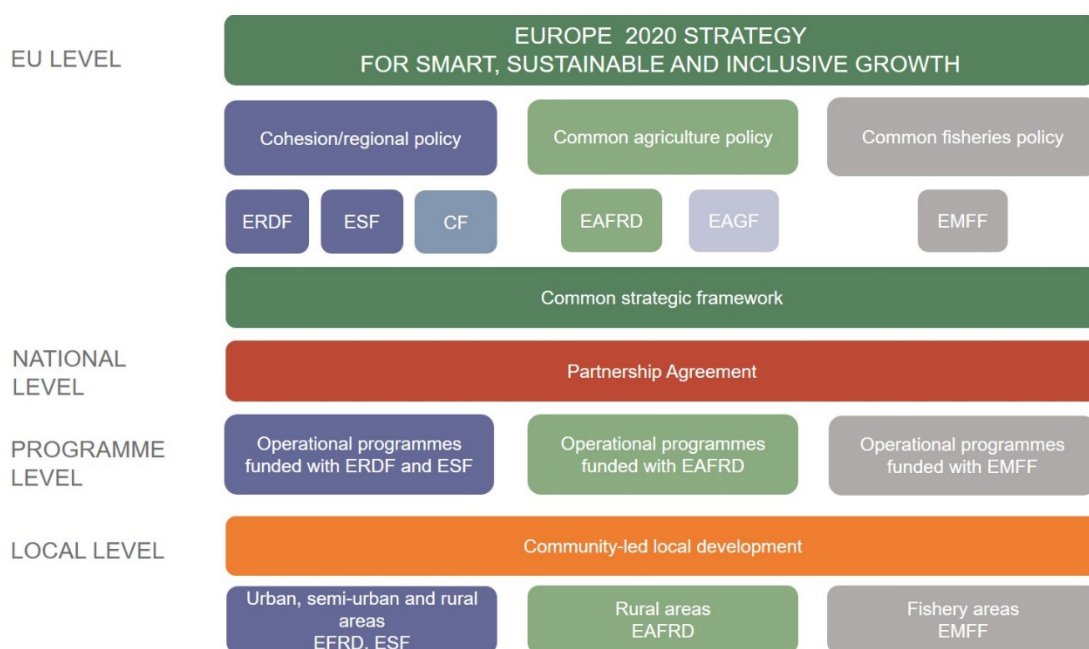 EU LEVEL
EUROPE 2020 STRATEGY
FOR SMART, SUSTAINABLE AND INCLUSIVE GROWTH
Cohesion/regional policy
Common agriculture policy
Common fisheries policy
ERDF
ESF
CF
EAFRD
EAGF
EMFF
Common strategic framework
NATIONAL
LEVEL
Partnership Agreement
PROGRAMME
LEVEL
Operational programmes
funded with ERDF and ESF
Operational programmes
funded with EAFRD
Operational programmes
funded with EMFF
LOCAL LEVEL
Community-led local development
Urban, semi-urban and rural
areas
EFRD, ESF
Rural areas
EAFRD
Fishery areas
EMFF